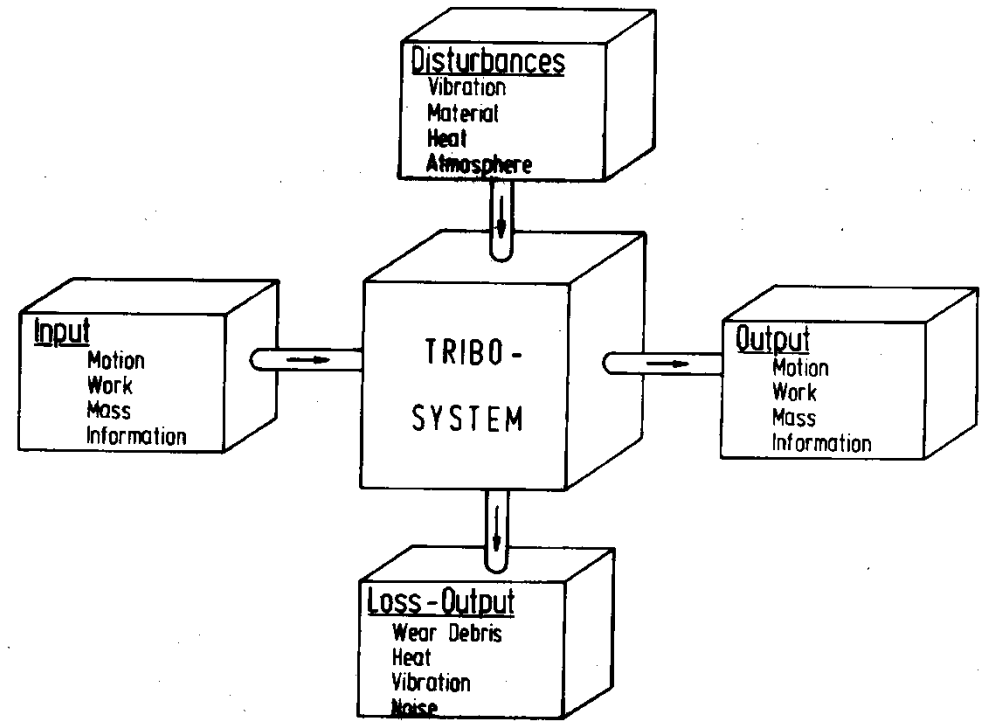 Disturbances
Vibration
Material
Heat
Atmosphere
Input
Motion
Work
Mass
Information
TRIBO-
SYSTEM
Output
Motion
Work
Mass
Information
Loss-Output
Wear Debris
Heat
Vibration
Noise